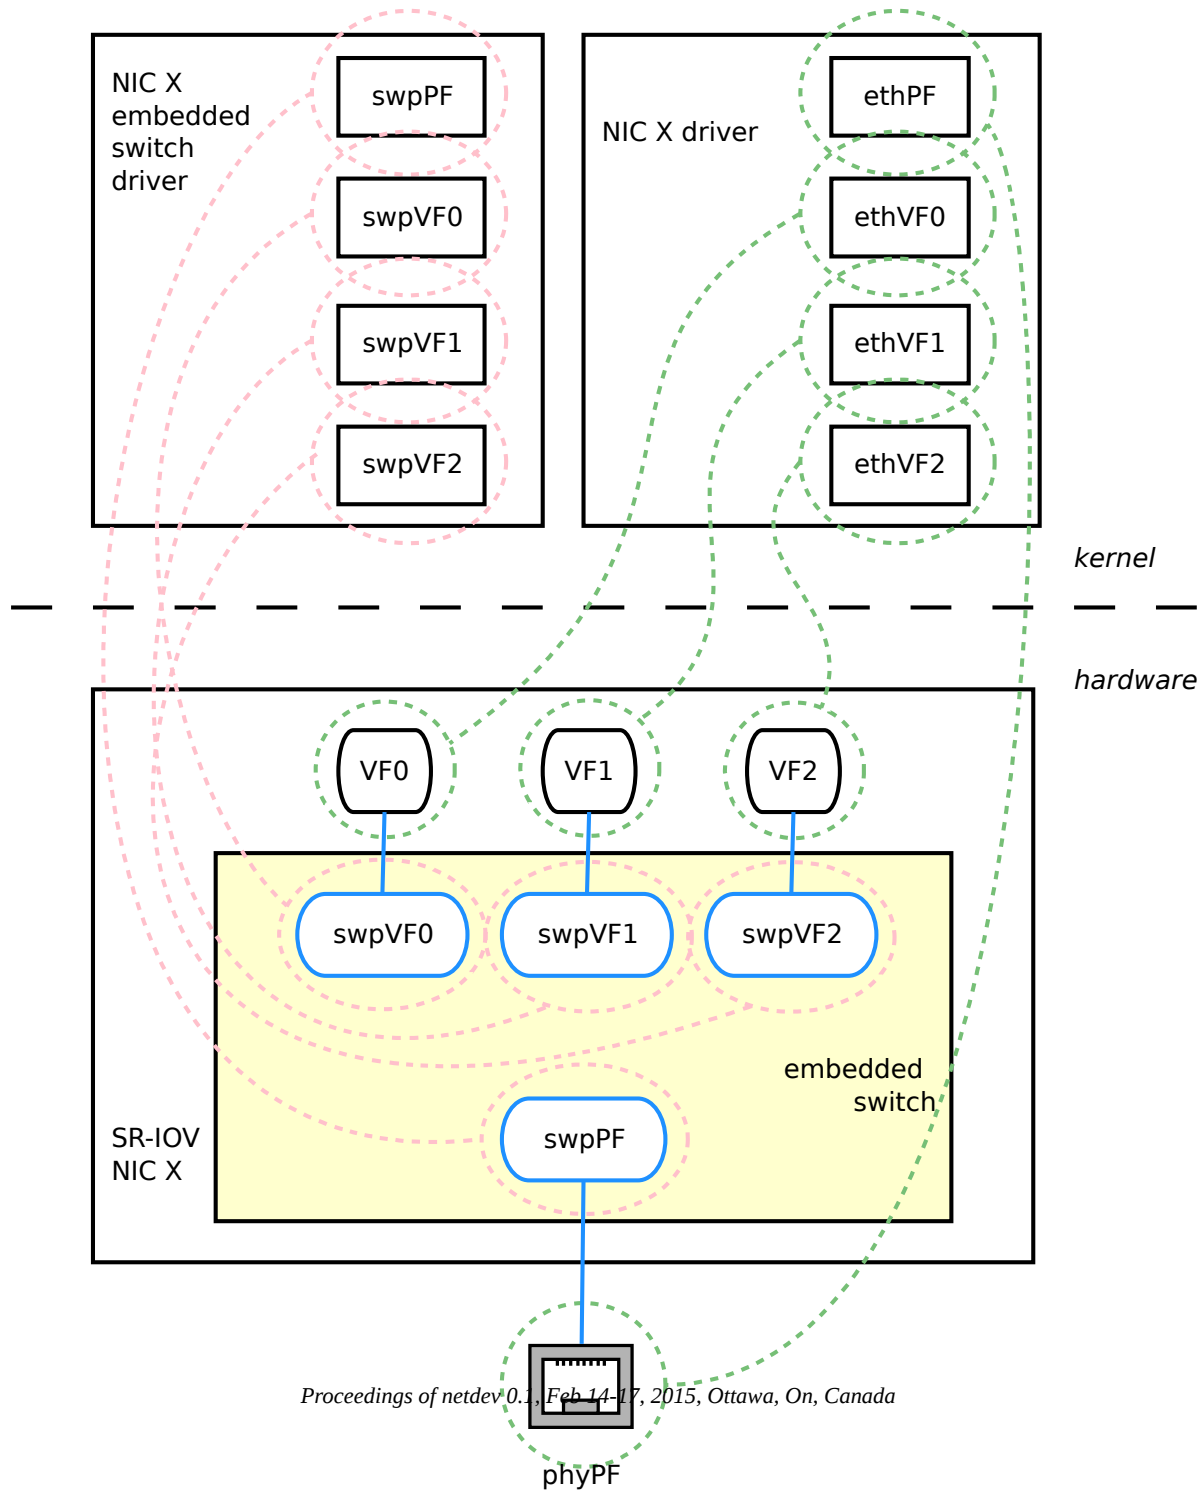 NIC X
embedded
switch
driver
swpPF
swpVF0
swpVF1
swpVF2
NIC X driver
ethPF
ethVF0
ethVF1
ethVF2
kernel
hardware
VF0
VF1
VF2
swpVF0
swpVF1
swpVF2
embedded
switch
swpPF
SR-IOV
NIC X
Proceedings of netdev 0.1, Feb 14-17, 2015, Ottawa, On, Canada
phyPF